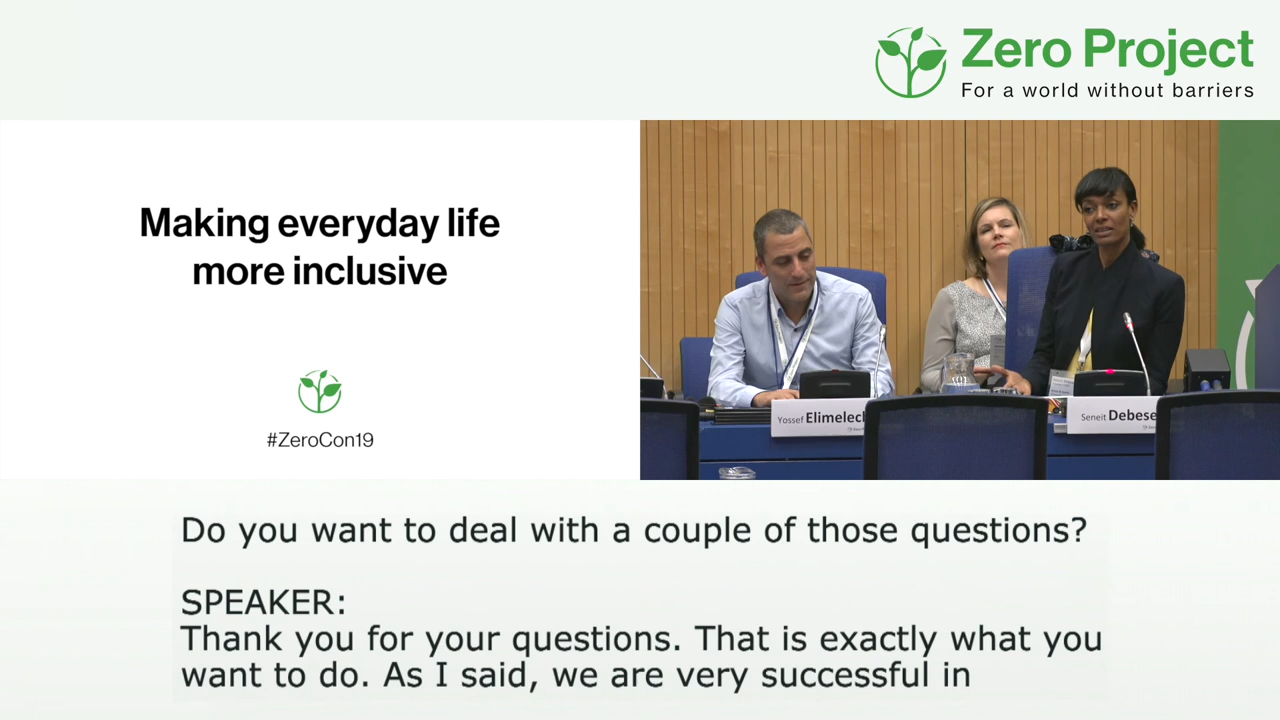 Zero Project
For a world without barriers
Making everyday life
more inclusive
#ZeroCon19
Yossef Elimelech
Seneit Debese
Do you want to deal with a couple of those questions?
SPEAKER:
Thank you for your questions. That is exactly what you
want to do. As I said, we are very successful in